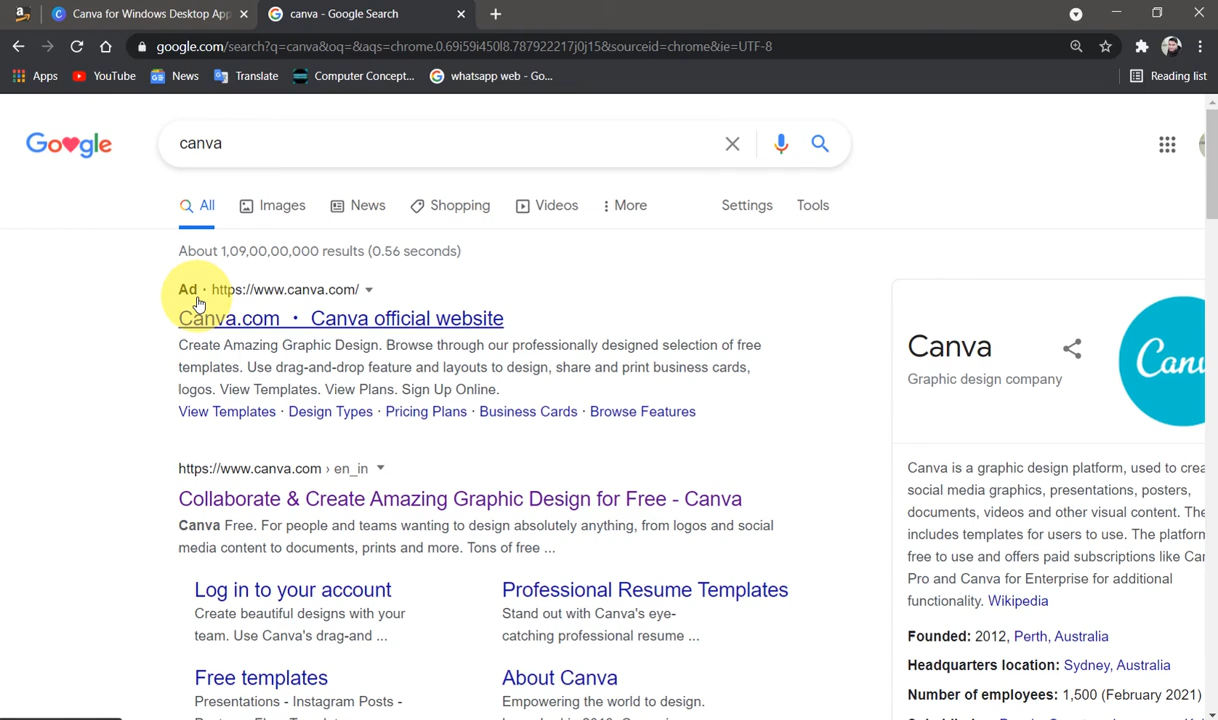 Canva for Windows Desktop App
canva - Google Search
google.com/search?q=canva&oq=&aqs=chrome.0.69i59i450l8.787922217j0j15&sourceid=chrome&ie=UTF-8
Apps YouTube News Translate Computer Concept... whatsapp web - Go... Reading list
Google
canva
All Images News Shopping Videos More Settings Tools
About 1,09,00,00,000 results (0.56 seconds)
Ad · https://www.canva.com/
Canva.com · Canva official website
Create Amazing Graphic Design. Browse through our professionally designed selection of free
templates. Use drag-and-drop feature and layouts to design, share and print business cards,
logos. View Templates. View Plans. Sign Up Online.
View Templates · Design Types · Pricing Plans · Business Cards · Browse Features
https://www.canva.com › en_in
Collaborate & Create Amazing Graphic Design for Free - Canva
Canva Free. For people and teams wanting to design absolutely anything, from logos and social
media content to documents, prints and more. Tons of free ...
Log in to your account
Create beautiful designs with your
team. Use Canva's drag-and ...
Professional Resume Templates
Stand out with Canva's eye-
catching professional resume ...
Free templates
Presentations - Instagram Posts -
About Canva
Empowering the world to design.
Canva
Graphic design company
Canva is a graphic design platform, used to crea
social media graphics, presentations, posters,
documents, videos and other visual content. The
includes templates for users to use. The platform
free to use and offers paid subscriptions like Can
Pro and Canva for Enterprise for additional
functionality. Wikipedia
Founded: 2012, Perth, Australia
Headquarters location: Sydney, Australia
Number of employees: 1,500 (February 2021)